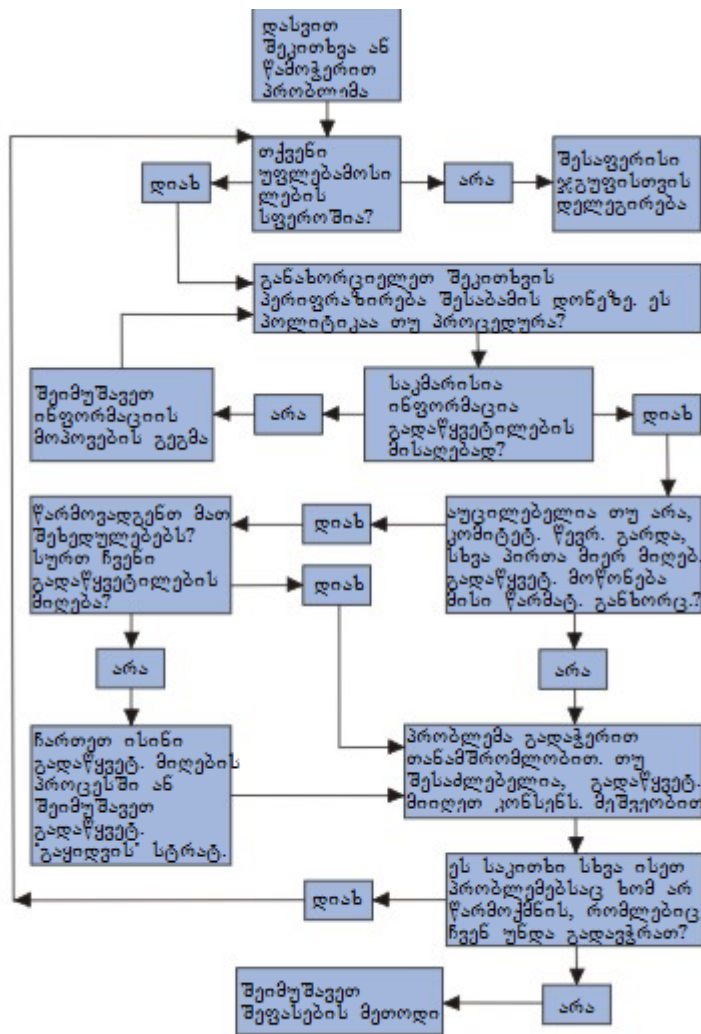 დასვით
შეკითხვა ან
წამოჭერით
პრობლემა
თქვენი
უფლებამოსი
ლების
სფეროშია?
დიახ
არა
შესაფერისი
ჯგუფისთვის
დელეგირება
განახორციელეთ შეკითხვის
პერიფრაზირება შესაბამის დონეზე. ეს
პოლიტიკაა თუ პროცედურა?
შეიმუშავეთ
ინფორმაციის
მოპოვების გეგმა
არა
საკმარისია
ინფორმაცია
გადაწყვეტილების
მისაღებად?
დიახ
წარმოვადგენთ მათ
შეხედულებებს?
სურთ ჩვენი
გადაწყვეტილების
მიღება?
დიახ
დიახ
აუცილებელია თუ არა,
კომიტეტ. წევრ. გარდა,
სხვა პირთა მიერ მიღებ.
გადაწყვეტ. მოწონება
მისი წარმატ. განხორც.?
არა
არა
ჩართეთ ისინი
გადაწყვეტ. მიღების
პროცესში ან
შეიმუშავეთ
გადაწყვეტ.
"გაყიდვის" სტრატ.
პრობლემა გადაჭერით
თანამშრომლობით. თუ
შესაძლებელია, გადაწყვეტ.
მიიღეთ კონსენს. მეშვეობით
ეს საკითხი სხვა ისეთ
პრობლემებსაც ხომ არ
წარმოქმნის, რომლებიც
ჩვენ უნდა გადავჭრათ?
დიახ
არა
შეიმუშავეთ
შეფასების მეთოდი